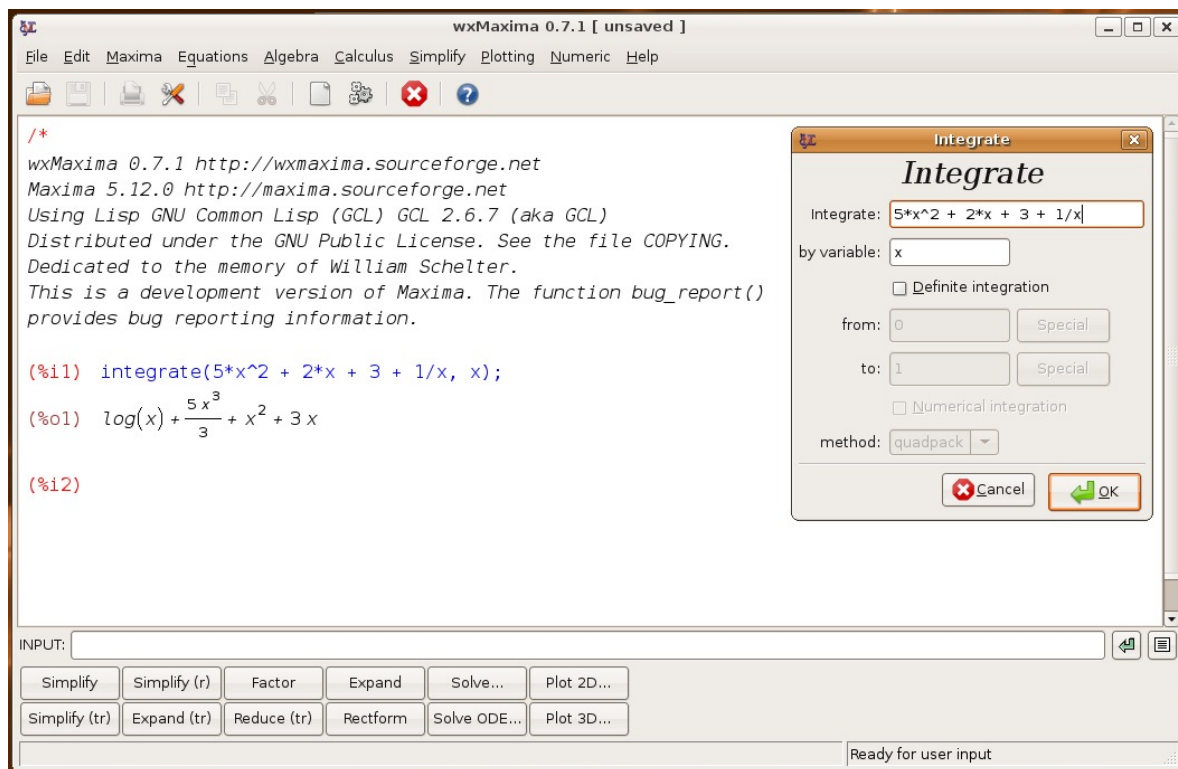 wxMaxima 0.7.1 [ unsaved ]
File Edit Maxima Equations Algebra Calculus Simplify Plotting Numeric Help
/*
wxMaxima 0.7.1 http://wxmaxima.sourceforge.net
Maxima 5.12.0 http://maxima.sourceforge.net
Using Lisp GNU Common Lisp (GCL) GCL 2.6.7 (aka GCL)
Distributed under the GNU Public License. See the file COPYING.
Dedicated to the memory of William Schelter.
This is a development version of Maxima. The function bug_report()
provides bug reporting information.
(%i1) integrate(5*x^2 + 2*x + 3 + 1/x, x);
(%o1) log(x) + 5 x^3/3 + x^2 + 3 x
(%i2)
Integrate
Integrate
Integrate: 5*x^2 + 2*x + 3 + 1/x
by variable: x
Definite integration
from: 0 Special
to: 1 Special
Numerical integration
method: quadpack
Cancel OK
INPUT:
Simplify Simplify (r) Factor Expand Solve... Plot 2D...
Simplify (tr) Expand (tr) Reduce (tr) Rectform Solve ODE... Plot 3D...
Ready for user input